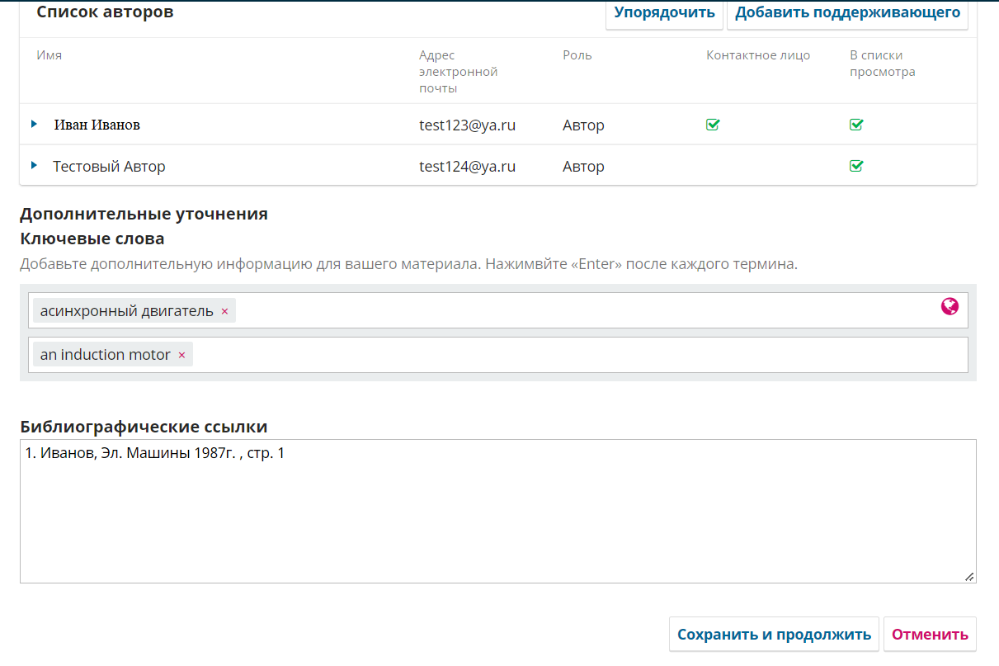 Список авторов
Упорядочить
Добавить поддерживающего
Имя
Адрес электронной почты
Роль
Контактное лицо
В списки просмотра
Иван Иванов test123@ya.ru Автор
Тестовый Автор test124@ya.ru Автор
Дополнительные уточнения
Ключевые слова
Добавьте дополнительную информацию для вашего материала. Нажимвйте «Enter» после каждого термина.
асинхронный двигатель ×
an induction motor ×
Библиографические ссылки
1. Иванов, Эл. Машины 1987г. , стр. 1
Сохранить и продолжить
Отменить